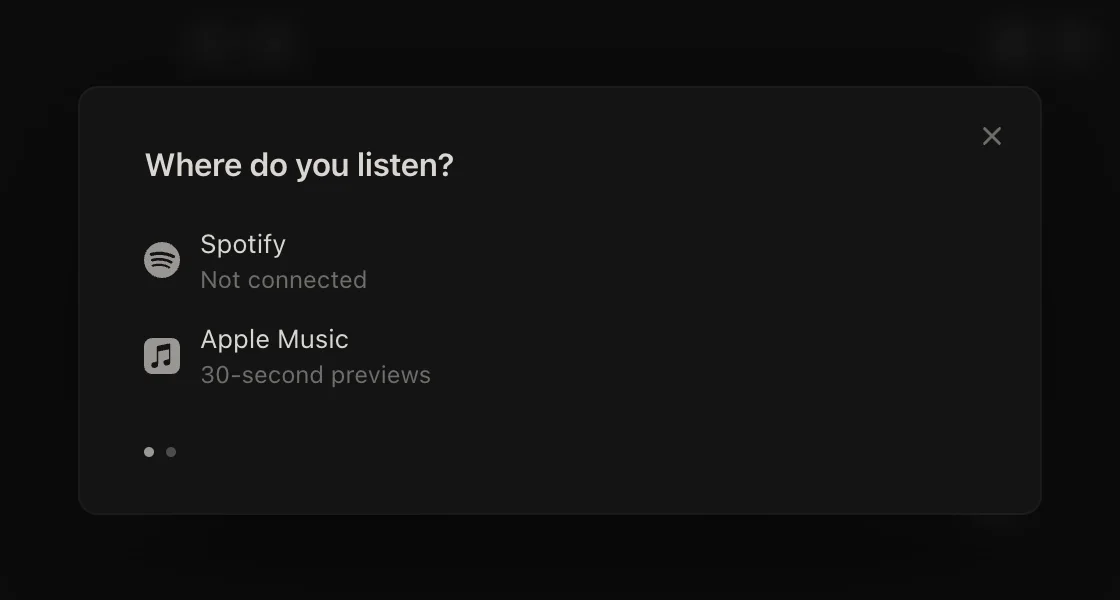 Where do you listen?
Spotify
Not connected
Apple Music
30-second previews